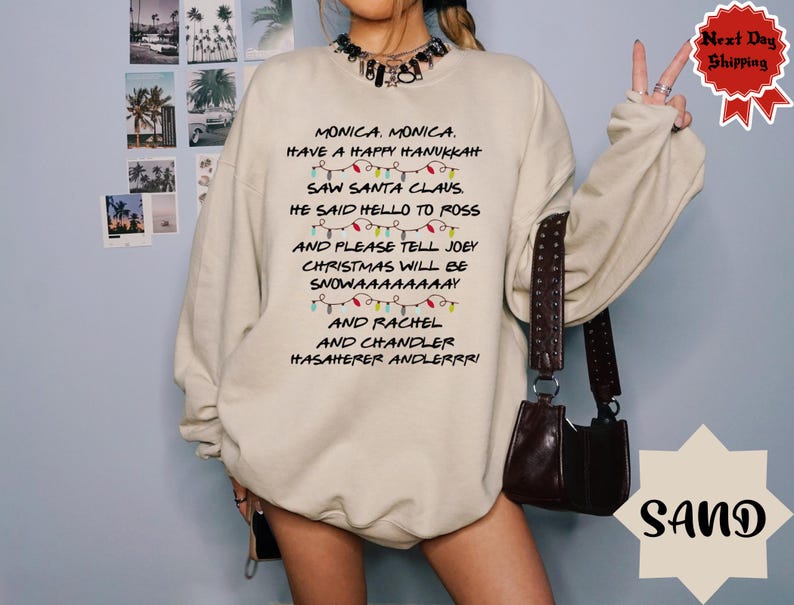 Next Day
Shipping
MONICA, MONICA,
HAVE A HAPPY HANUKKAH
SAW SANTA CLAUS,
HE SAID HELLO TO ROSS
AND PLEASE TELL JOEY
CHRISTMAS WILL BE
SNOWAAAAAAAAY
AND RACHEL
AND CHANDLER
HASAHERER ANDLERRR!
SAND